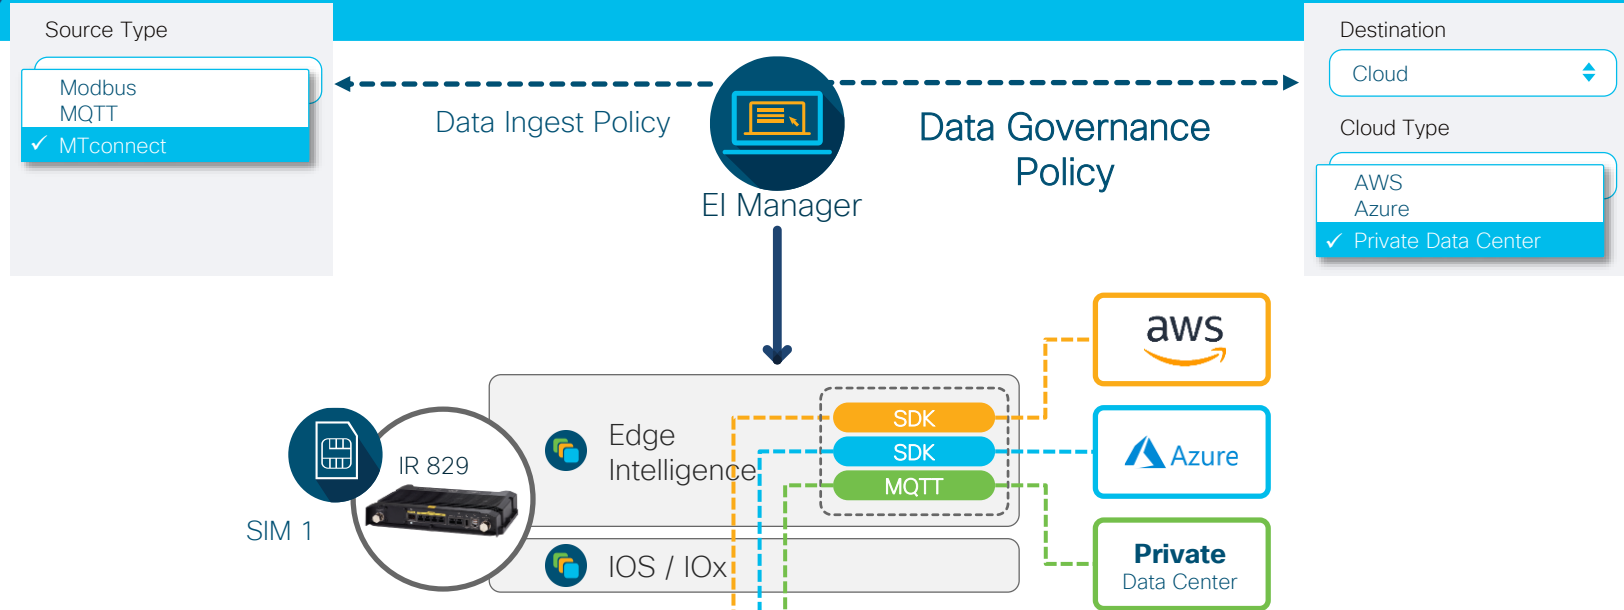 Source Type
Modbus
MQTT
✓ MTconnect
Data Ingest Policy
EI Manager
Data Governance
Policy
Destination
Cloud
Cloud Type
AWS
Azure
✓ Private Data Center
SIM 1
IR 829
Edge
Intelligence
SDK
SDK
MQTT
IOS / IOx
aws
Azure
Private
Data Center